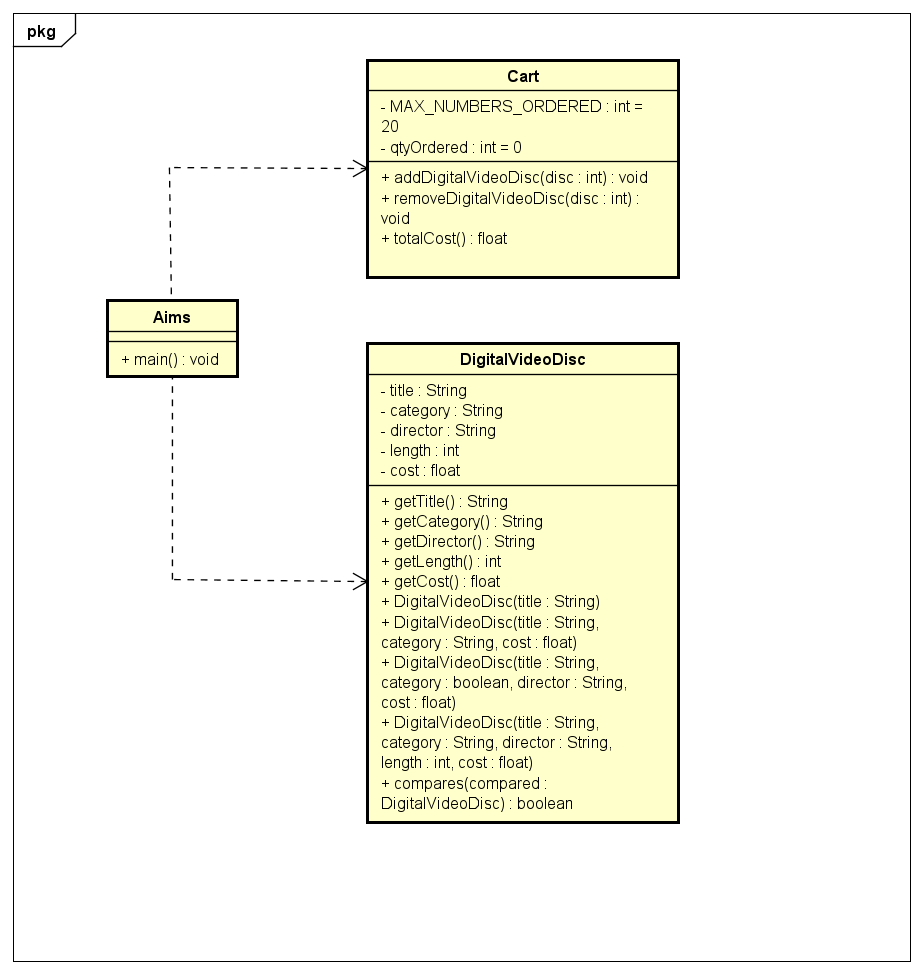 pkg
Cart
- MAX_NUMBERS_ORDERED : int =
20
- qtyOrdered : int = 0
+ addDigitalVideoDisc(disc : int) : void
+ removeDigitalVideoDisc(disc : int) :
void
+ totalCost() : float
Aims
+ main() : void
DigitalVideoDisc
- title : String
- category : String
- director : String
- length : int
- cost : float
+ getTitle() : String
+ getCategory() : String
+ getDirector() : String
+ getLength() : int
+ getCost() : float
+ DigitalVideoDisc(title : String)
+ DigitalVideoDisc(title : String,
category : String, cost : float)
+ DigitalVideoDisc(title : String,
category : boolean, director : String,
cost : float)
+ DigitalVideoDisc(title : String,
category : String, director : String,
length : int, cost : float)
+ compares(compared :
DigitalVideoDisc) : boolean